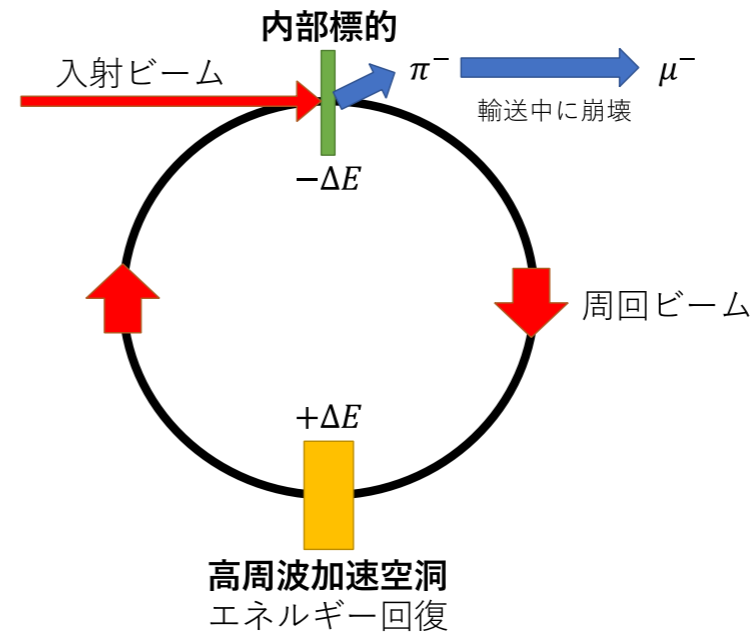 内部標的
入射ビーム
π⁻
μ⁻
輸送中に崩壊
−ΔE
周回ビーム
+ΔE
高周波加速空洞
エネルギー回復